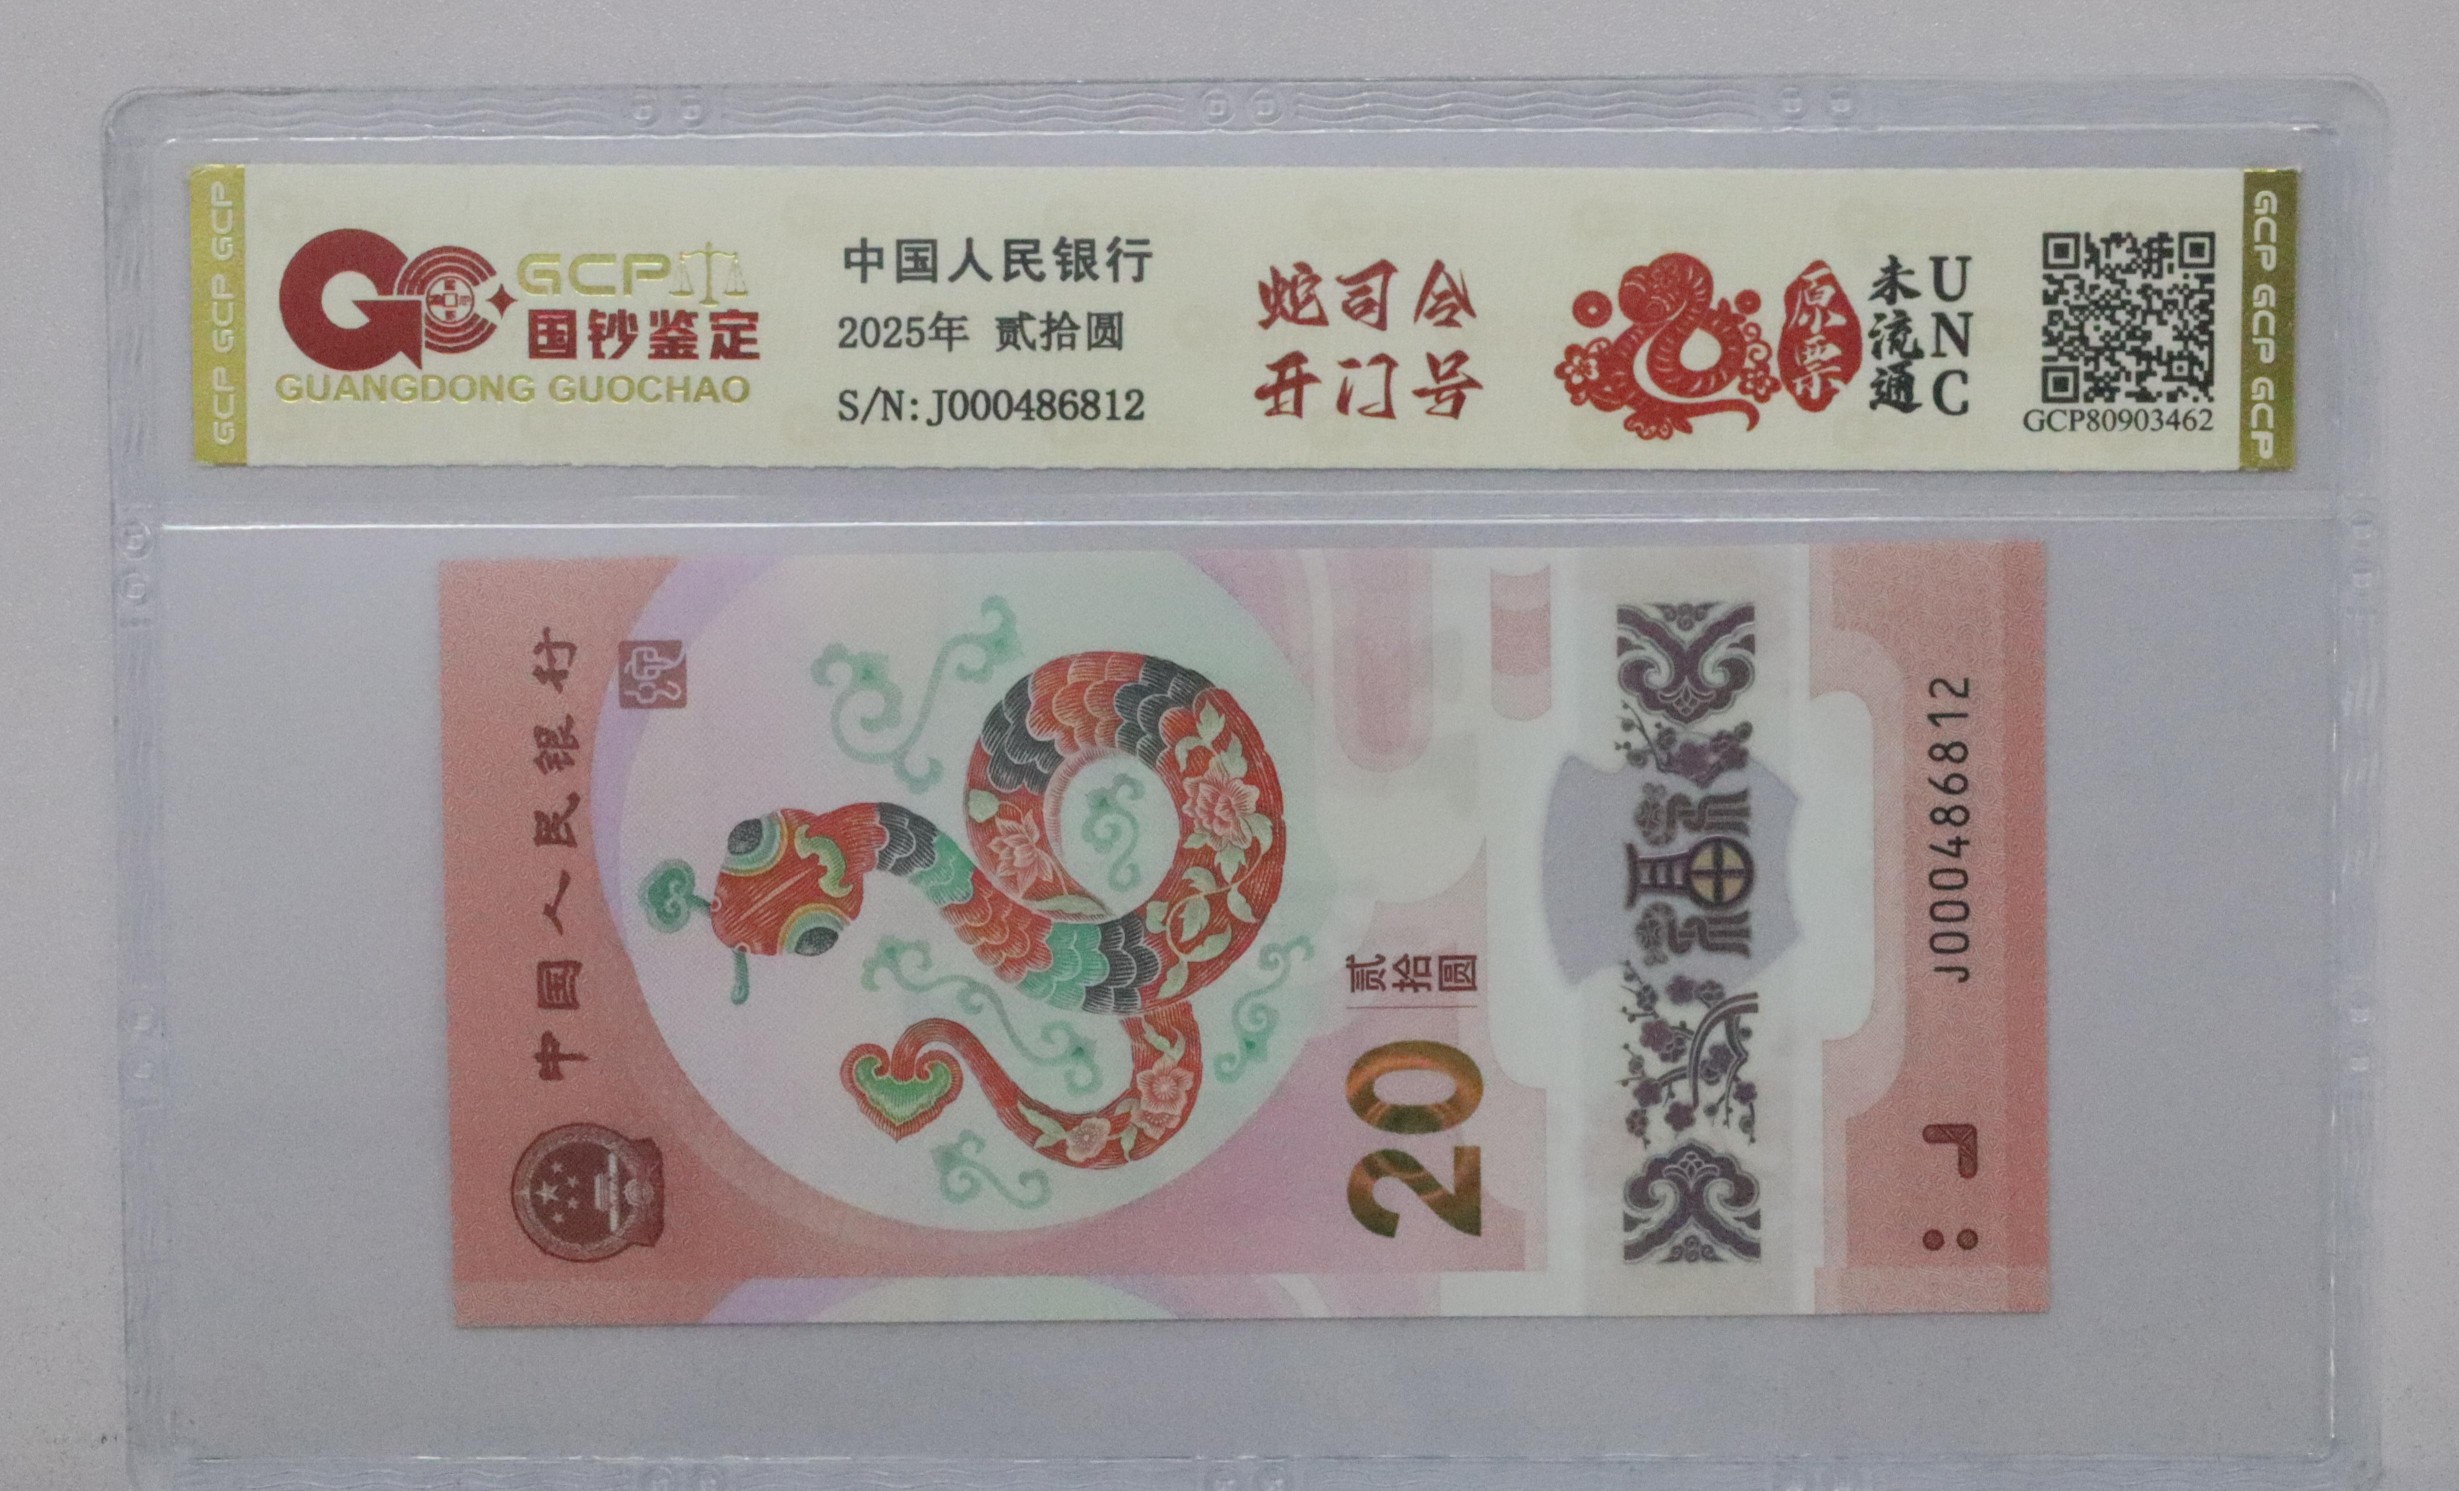 GCP GCP GCP
GCP
国钞鉴定
GUANGDONG GUOCHAO
中国人民银行
2025年 贰拾圆
S/N: J000486812
蛇司令
开门号
原票
未流通
UNC
GCP80903462
GCP GCP GCP
中国人民银行
蛇
20
贰拾圆
福
J000486812
J